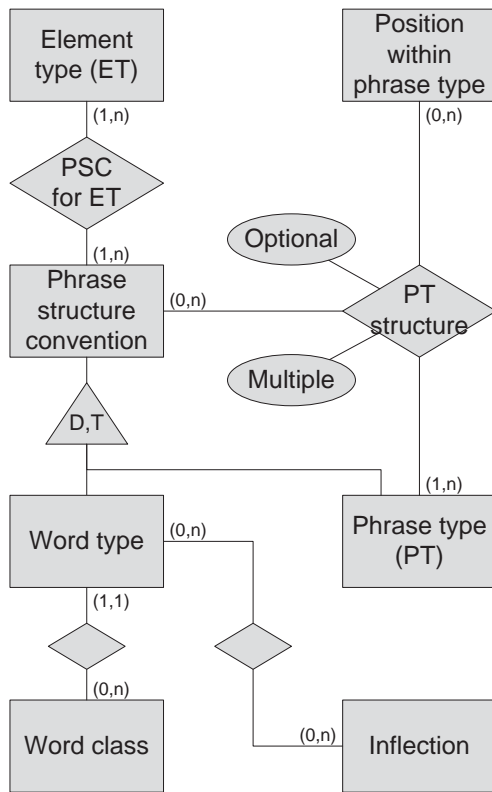 Element
type (ET)
Position
within
phrase type
(1,n)
(0,n)
PSC
for ET
Optional
(1,n)
Phrase
structure
convention
(0,n)
PT
structure
Multiple
D,T
(1,n)
Word type
(0,n)
Phrase type
(PT)
(1,1)
(0,n)
Word class
(0,n)
Inflection